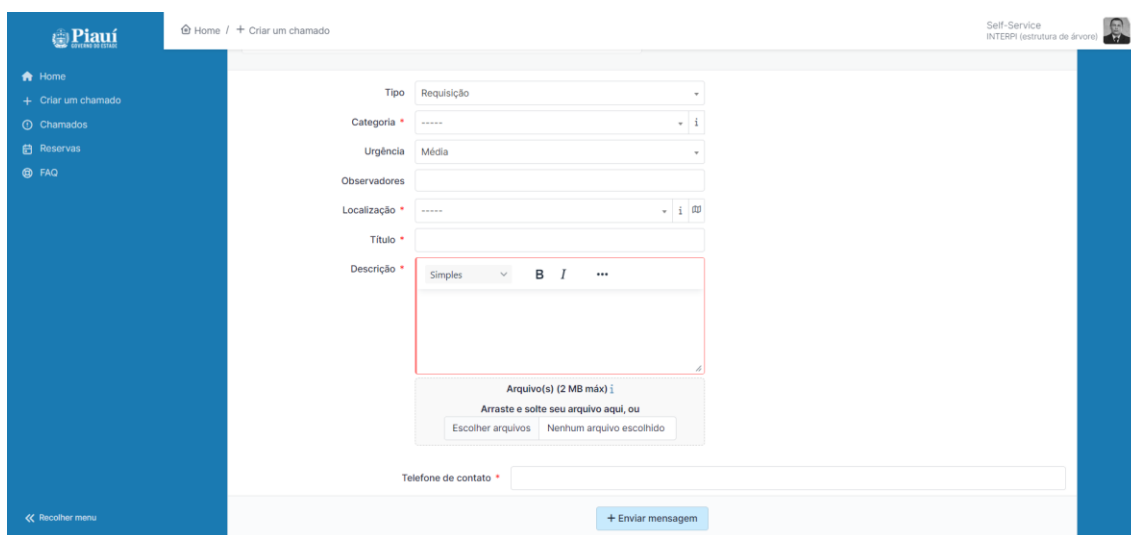 Piauí
GOVERNO DO ESTADO
Home / + Criar um chamado
Self-Service
INTERPI (estrutura de árvore)
Home
+ Criar um chamado
Chamados
Reservas
FAQ
Recolher menu
Tipo Requisição
Categoria * -----
Urgência Média
Observadores
Localização * -----
Título *
Descrição *
Simples B I •••
Arquivo(s) (2 MB máx) i
Arraste e solte seu arquivo aqui, ou
Escolher arquivos Nenhum arquivo escolhido
Telefone de contato *
+ Enviar mensagem